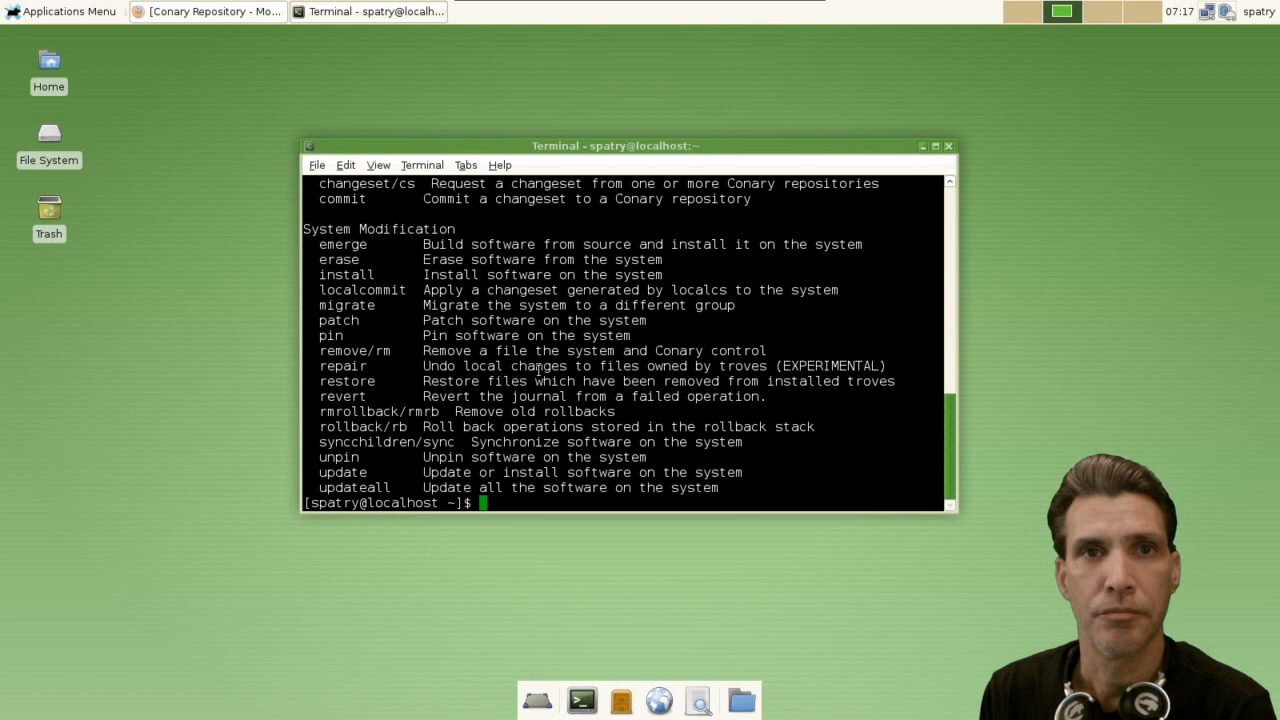 Applications Menu
[Conary Repository - Mo...
Terminal - spatry@localh...
07:17
spatry
Home
File System
Trash
Terminal - spatry@localhost:~
File Edit View Terminal Tabs Help
changeset/cs Request a changeset from one or more Conary repositories
commit Commit a changeset to a Conary repository
System Modification
emerge Build software from source and install it on the system
erase Erase software from the system
install Install software on the system
localcommit Apply a changeset generated by localcs to the system
migrate Migrate the system to a different group
patch Patch software on the system
pin Pin software on the system
remove/rm Remove a file the system and Conary control
repair Undo local changes to files owned by troves (EXPERIMENTAL)
restore Restore files which have been removed from installed troves
revert Revert the journal from a failed operation.
rmrollback/rmrb Remove old rollbacks
rollback/rb Roll back operations stored in the rollback stack
syncchildren/sync Synchronize software on the system
unpin Unpin software on the system
update Update or install software on the system
updateall Update all the software on the system
[spatry@localhost ~]$